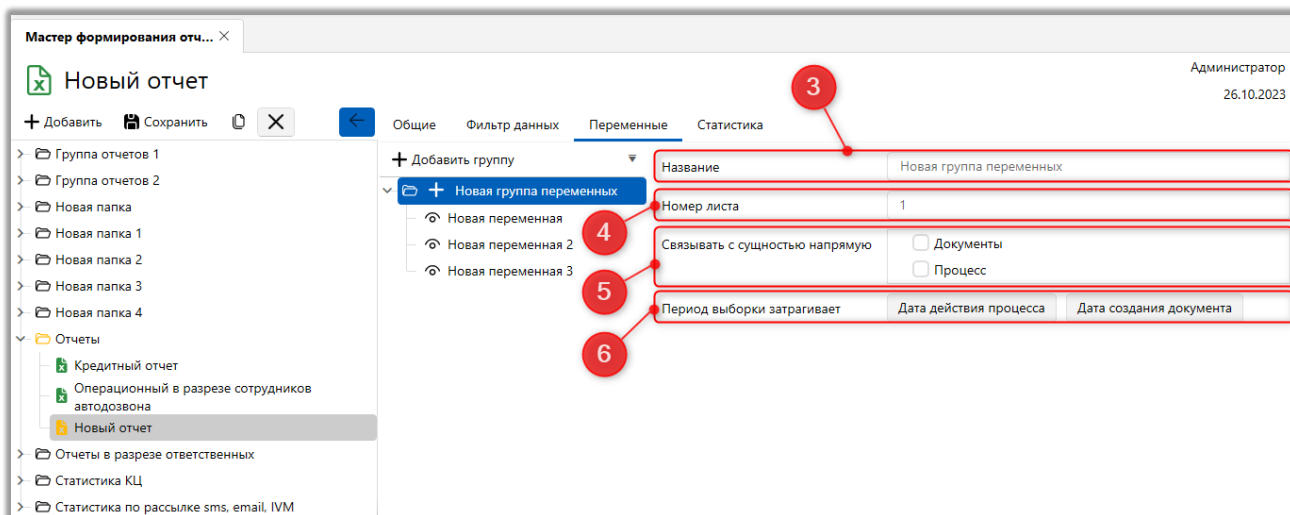 Мастер формирования отч...
Новый отчет
Администратор
26.10.2023
Добавить Сохранить
Общие Фильтр данных Переменные Статистика
Группа отчетов 1
Группа отчетов 2
Новая папка
Новая папка 1
Новая папка 2
Новая папка 3
Новая папка 4
Отчеты
Кредитный отчет
Операционный в разрезе сотрудников
автодозвона
Новый отчет
Отчеты в разрезе ответственных
Статистика КЦ
Статистика по рассылке sms, email, IVM
Добавить группу
Новая группа переменных
Новая переменная
Новая переменная 2
Новая переменная 3
3
Название Новая группа переменных
4
Номер листа 1
5
Связывать с сущностью напрямую Документы
Процесс
6
Период выборки затрагивает Дата действия процесса Дата создания документа